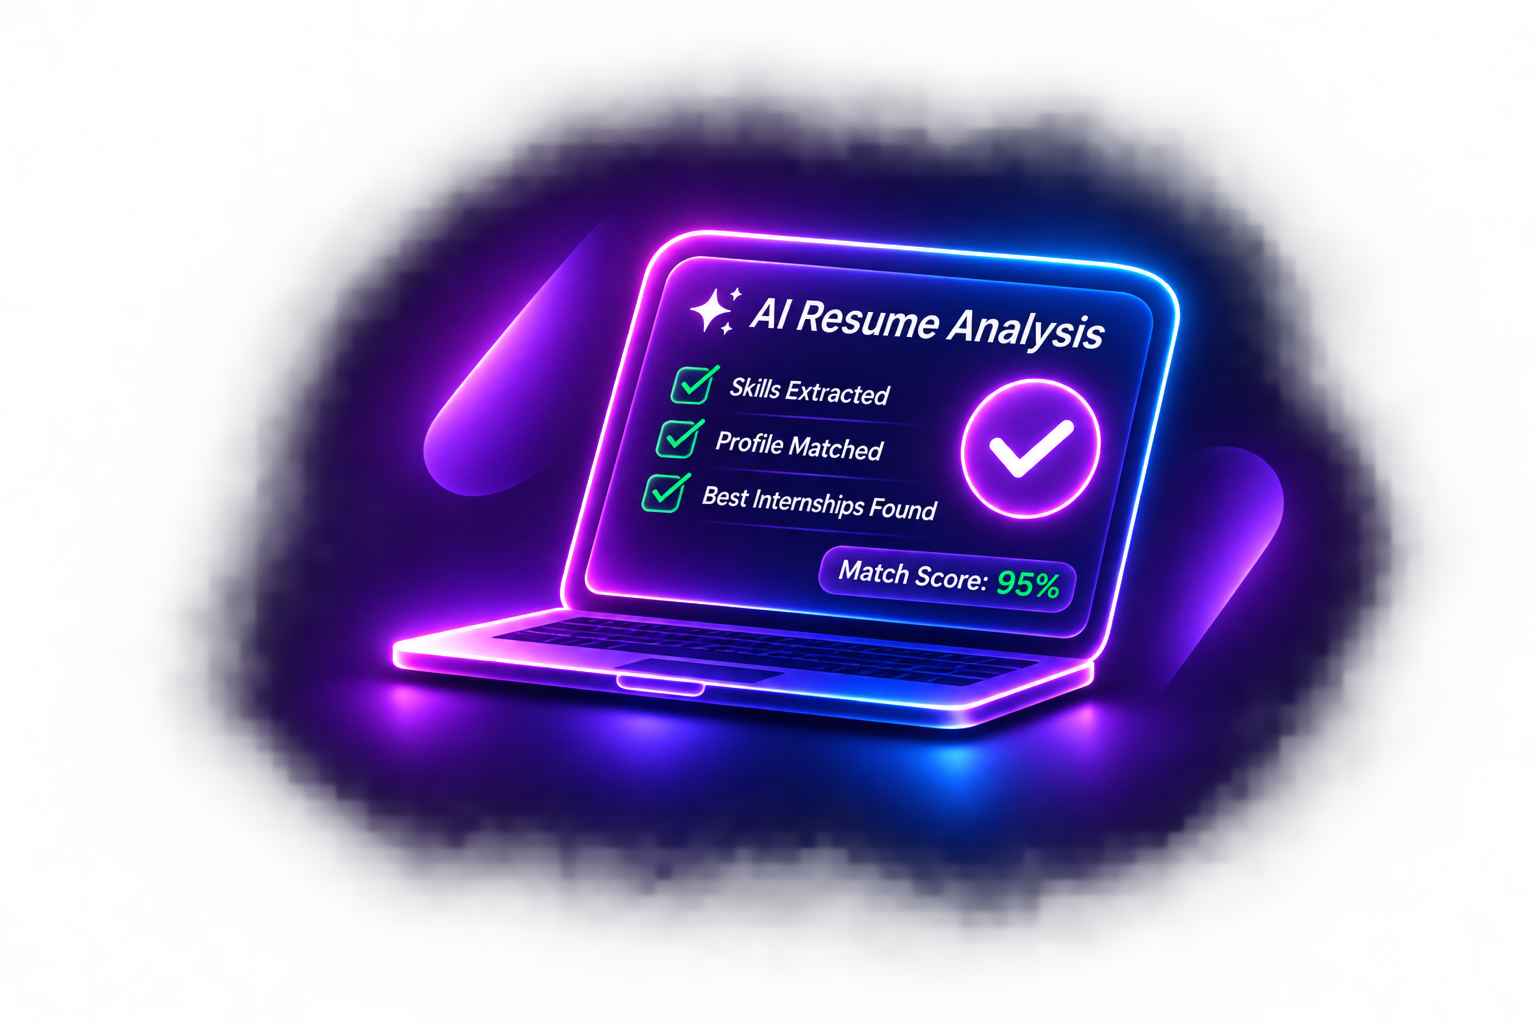 AI Resume Analysis
Skills Extracted
Profile Matched
Best Internships Found
Match Score: 95%